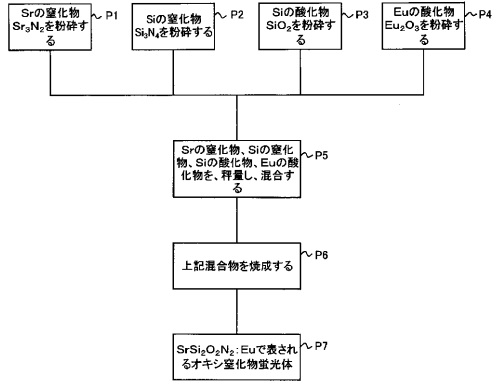 Srの窒化物
Sr3N2を粉砕す
る
P1
Siの窒化物
Si3N4を粉砕する
P2
Siの酸化物
SiO2を粉砕す
る
P3
Euの酸化物
Eu2O3を粉砕す
る
P4
Srの窒化物、Siの窒化
物、Siの酸化物、Euの酸
化物を、秤量し、混合す
る
P5
上記混合物を焼成する
P6
SrSi2O2N2:Euで表され
るオキシ窒化物蛍光体
P7